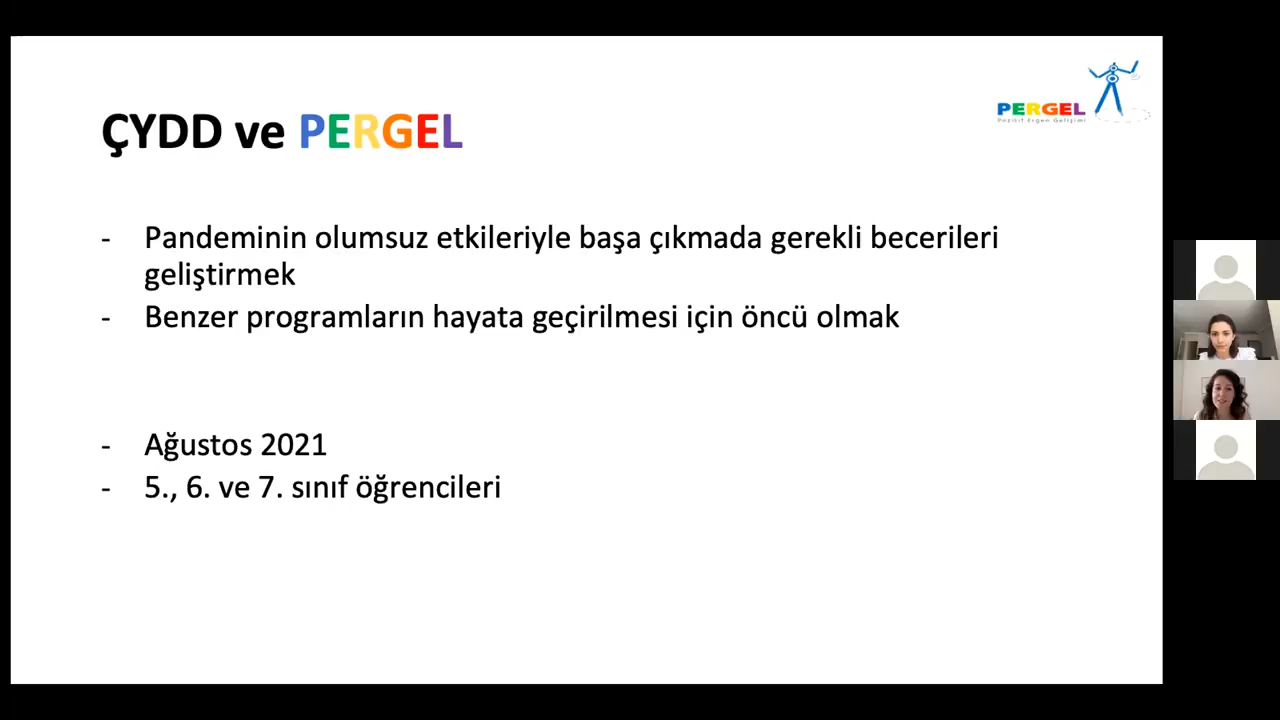 PERGEL
Pozitif Ergen Gelişimi
ÇYDD ve PERGEL
- Pandeminin olumsuz etkileriyle başa çıkmada gerekli becerileri
geliştirmek
- Benzer programların hayata geçirilmesi için öncü olmak
- Ağustos 2021
- 5., 6. ve 7. sınıf öğrencileri